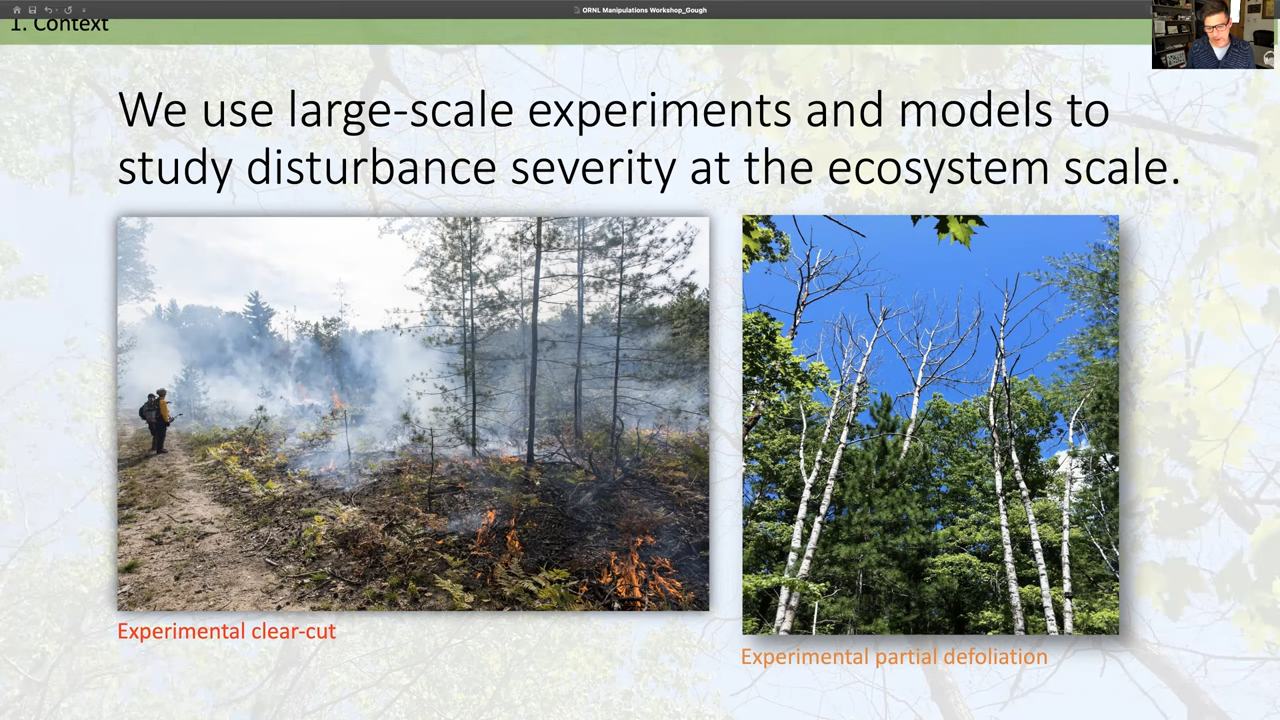 ORNL Manipulations Workshop_Gough
1. Context
We use large-scale experiments and models to
study disturbance severity at the ecosystem scale.
Experimental clear-cut
Experimental partial defoliation